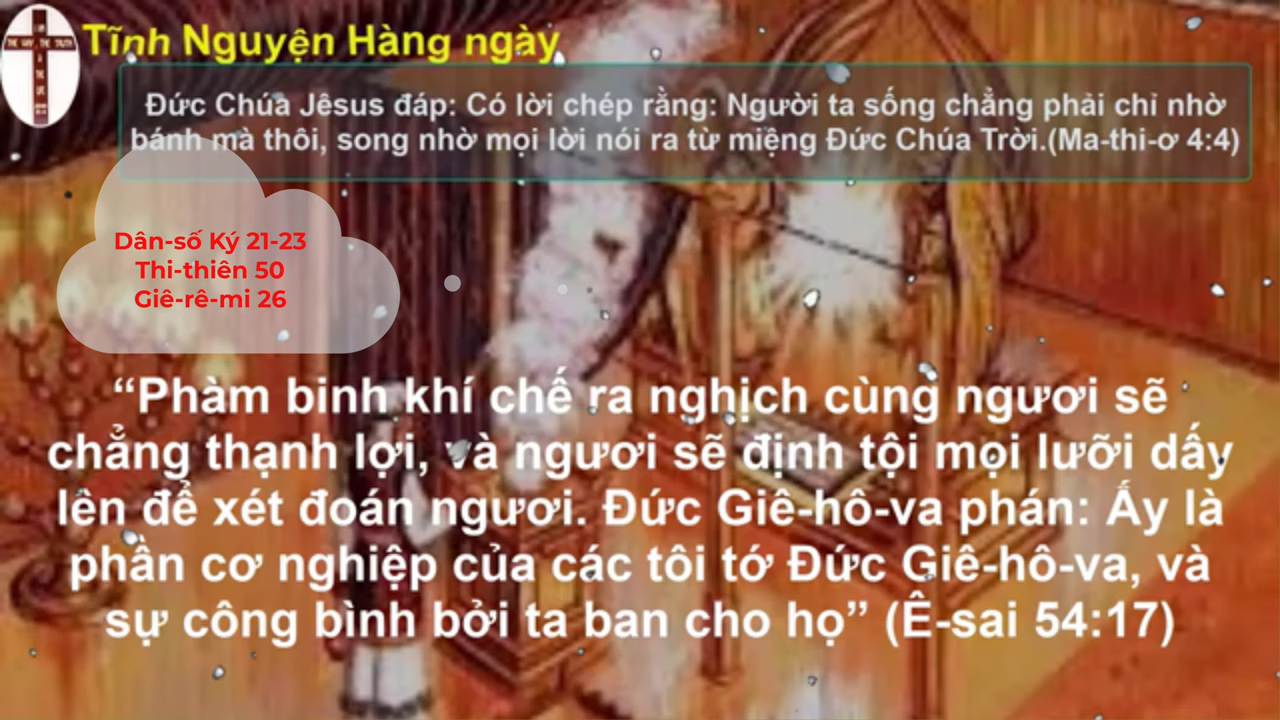 Tĩnh Nguyện Hàng ngày
Đức Chúa Jêsus đáp: Có lời chép rằng: Người ta sống chẳng phải chỉ nhờ
bánh mà thôi, song nhờ mọi lời nói ra từ miệng Đức Chúa Trời.(Ma-thi-ơ 4:4)
Dân-số Ký 21-23
Thi-thiên 50
Giê-rê-mi 26
“Phàm binh khí chế ra nghịch cùng ngươi sẽ
chẳng thạnh lợi, và ngươi sẽ định tội mọi lưỡi dấy
lên để xét đoán ngươi. Đức Giê-hô-va phán: Ấy là
phần cơ nghiệp của các tôi tớ Đức Giê-hô-va, và
sự công bình bởi ta ban cho họ” (Ê-sai 54:17)